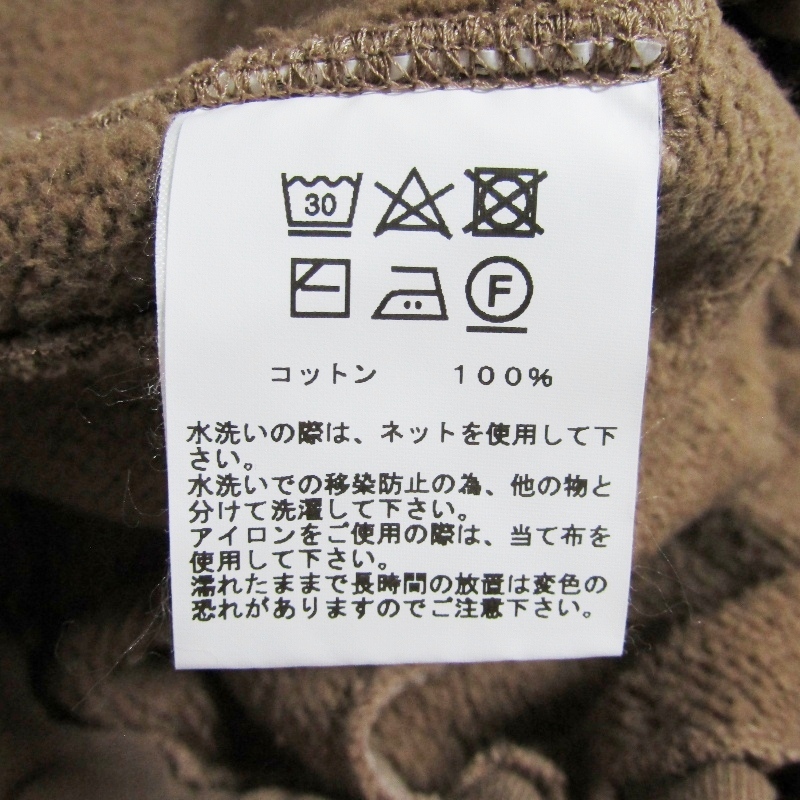 30
F
コットン 100%
水洗いの際は、ネットを使用して下
さい。
水洗いでの移染防止の為、他の物と
分けて洗濯して下さい。
アイロンをご使用の際は、当て布を
使用して下さい。
濡れたままで長時間の放置は変色の
恐れがありますのでご注意下さい。